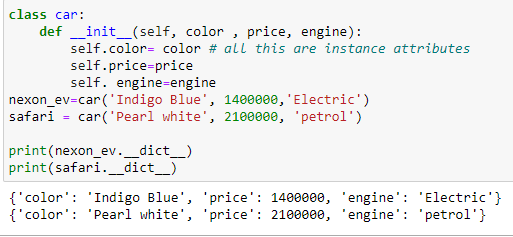 class car:
    def __init__(self, color , price, engine):
        self.color= color # all this are instance attributes
        self.price=price
        self. engine=engine
nexon_ev=car('Indigo Blue', 1400000,'Electric')
safari = car('Pearl white', 2100000, 'petrol')
print(nexon_ev.__dict__)
print(safari.__dict__)
{'color': 'Indigo Blue', 'price': 1400000, 'engine': 'Electric'}
{'color': 'Pearl white', 'price': 2100000, 'engine': 'petrol'}